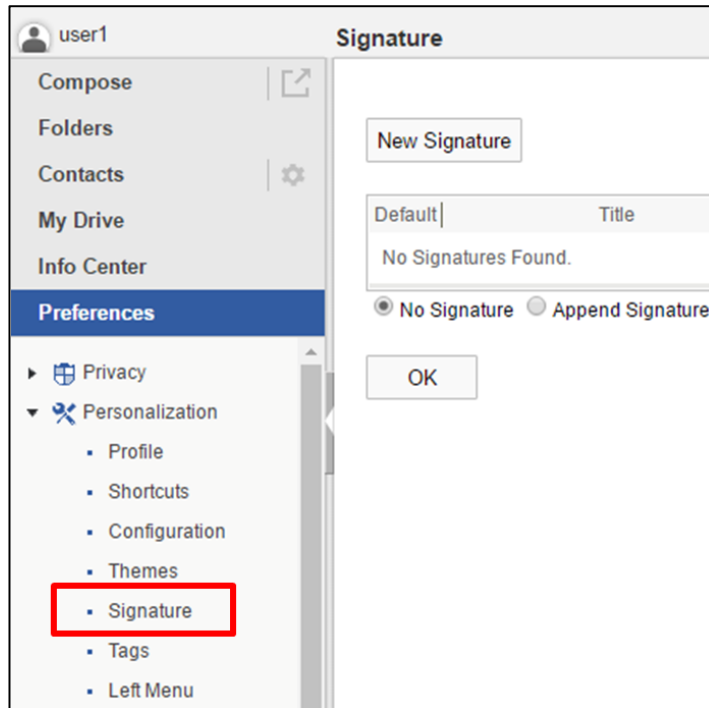 user1
Signature
Compose
Folders
Contacts
My Drive
Info Center
Preferences
Privacy
Personalization
Profile
Shortcuts
Configuration
Themes
Signature
Tags
Left Menu
New Signature
Default Title
No Signatures Found.
No Signature Append Signature
OK